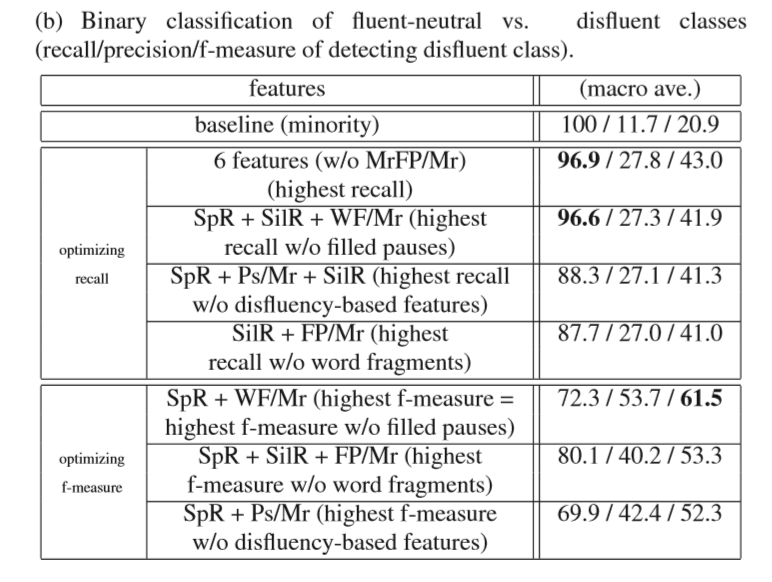 (b) Binary classification of fluent-neutral vs. disfluent classes
(recall/precision/f-measure of detecting disfluent class).
features (macro ave.)
baseline (minority) 100 / 11.7 / 20.9
optimizing
recall
6 features (w/o MrFP/Mr)
(highest recall)
96.9 / 27.8 / 43.0
SpR + SilR + WF/Mr (highest
recall w/o filled pauses)
96.6 / 27.3 / 41.9
SpR + Ps/Mr + SilR (highest recall
w/o disfluency-based features)
88.3 / 27.1 / 41.3
SilR + FP/Mr (highest
recall w/o word fragments)
87.7 / 27.0 / 41.0
optimizing
f-measure
SpR + WF/Mr (highest f-measure =
highest f-measure w/o filled pauses)
72.3 / 53.7 / 61.5
SpR + SilR + FP/Mr (highest
f-measure w/o word fragments)
80.1 / 40.2 / 53.3
SpR + Ps/Mr (highest f-measure
w/o disfluency-based features)
69.9 / 42.4 / 52.3